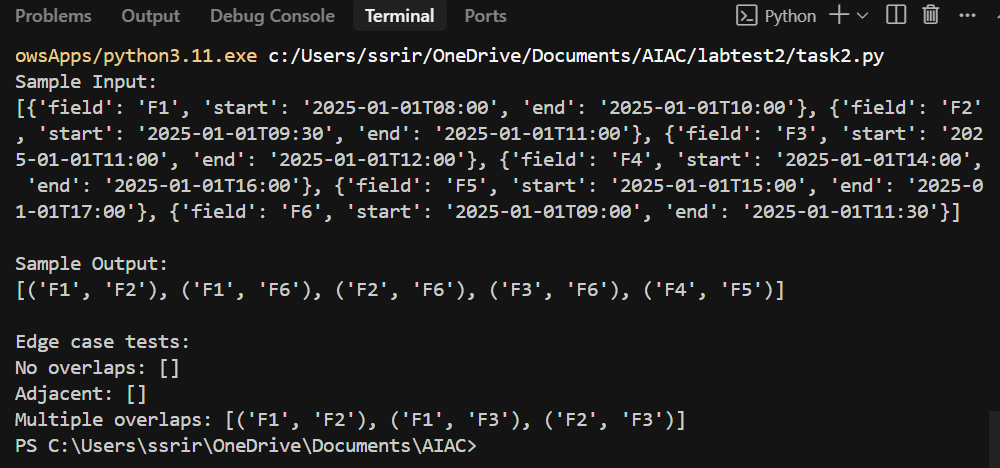 Problems Output Debug Console Terminal Ports Python
owsApps/python3.11.exe c:/Users/ssrir/OneDrive/Documents/AIAC/labtest2/task2.py
Sample Input:
[{'field': 'F1', 'start': '2025-01-01T08:00', 'end': '2025-01-01T10:00'}, {'field': 'F2'
, 'start': '2025-01-01T09:30', 'end': '2025-01-01T11:00'}, {'field': 'F3', 'start': '202
5-01-01T11:00', 'end': '2025-01-01T12:00'}, {'field': 'F4', 'start': '2025-01-01T14:00',
 'end': '2025-01-01T16:00'}, {'field': 'F5', 'start': '2025-01-01T15:00', 'end': '2025-0
1-01T17:00'}, {'field': 'F6', 'start': '2025-01-01T09:00', 'end': '2025-01-01T11:30'}]
Sample Output:
[('F1', 'F2'), ('F1', 'F6'), ('F2', 'F6'), ('F3', 'F6'), ('F4', 'F5')]
Edge case tests:
No overlaps: []
Adjacent: []
Multiple overlaps: [('F1', 'F2'), ('F1', 'F3'), ('F2', 'F3')]
PS C:\Users\ssrir\OneDrive\Documents\AIAC>